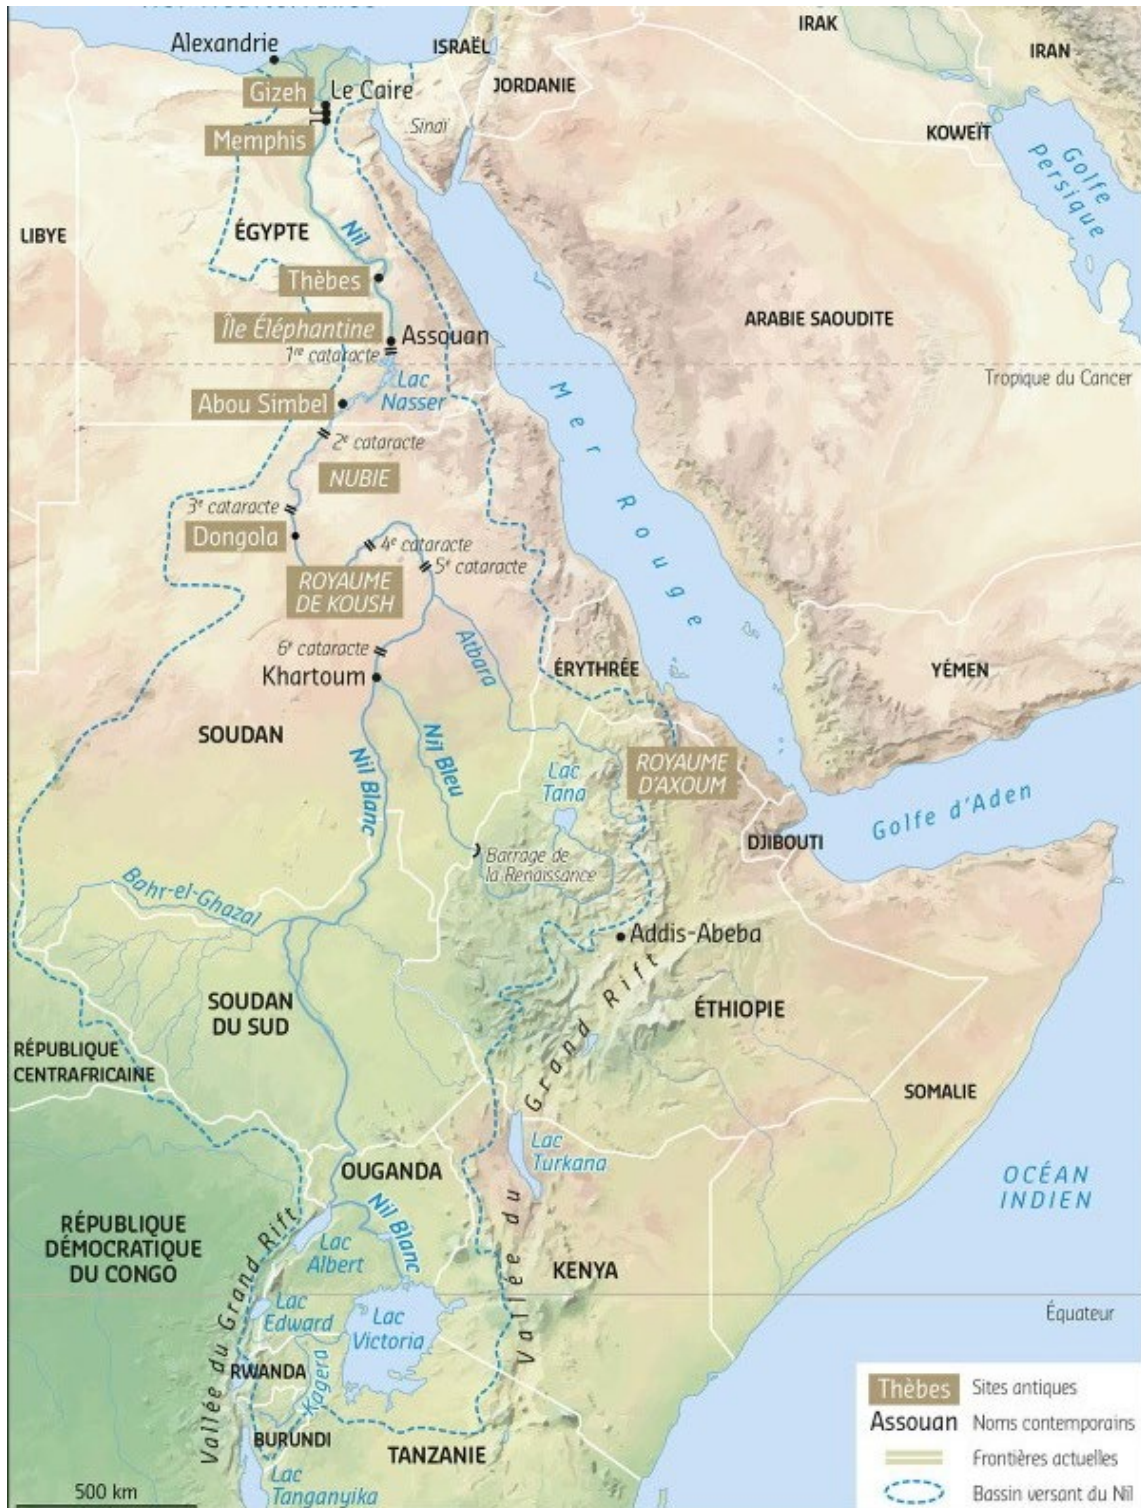 Mer Méditerranée
Alexandrie
ISRAËL
IRAK
IRAN
Gizeh
Le Caire
JORDANIE
Memphis
Sinaï
KOWEÏT
Golfe
Persique
LIBYE
ÉGYPTE
Nil
Thèbes
Île Éléphantine
Assouan
1re cataracte
ARABIE SAOUDITE
Tropique du Cancer
Lac
Nasser
Abou Simbel
2e cataracte
NUBIE
Mer Rouge
3e cataracte
Dongola
4e cataracte
5e cataracte
ROYAUME
DE KOUSH
6e cataracte
Atbara
Khartoum
ÉRYTHRÉE
YÉMEN
SOUDAN
Nil Blanc
Nil Bleu
Lac
Tana
ROYAUME
D'AXOUM
Golfe d'Aden
DJIBOUTI
Barrage de
la Renaissance
Bahr-el-Ghazal
Addis-Abeba
SOUDAN
DU SUD
ÉTHIOPIE
RÉPUBLIQUE
CENTRAFRICAINE
SOMALIE
Vallée du Grand Rift
Lac
Turkana
OUGANDA
OCÉAN
INDIEN
RÉPUBLIQUE
DÉMOCRATIQUE
DU CONGO
Nil Blanc
Lac
Albert
KENYA
Vallée du Grand Rift
Lac
Edward
Lac
Victoria
Équateur
RWANDA
Kagera
BURUNDI
TANZANIE
Lac
Tanganyika
500 km
Thèbes Sites antiques
Assouan Noms contemporains
Frontières actuelles
Bassin versant du Nil